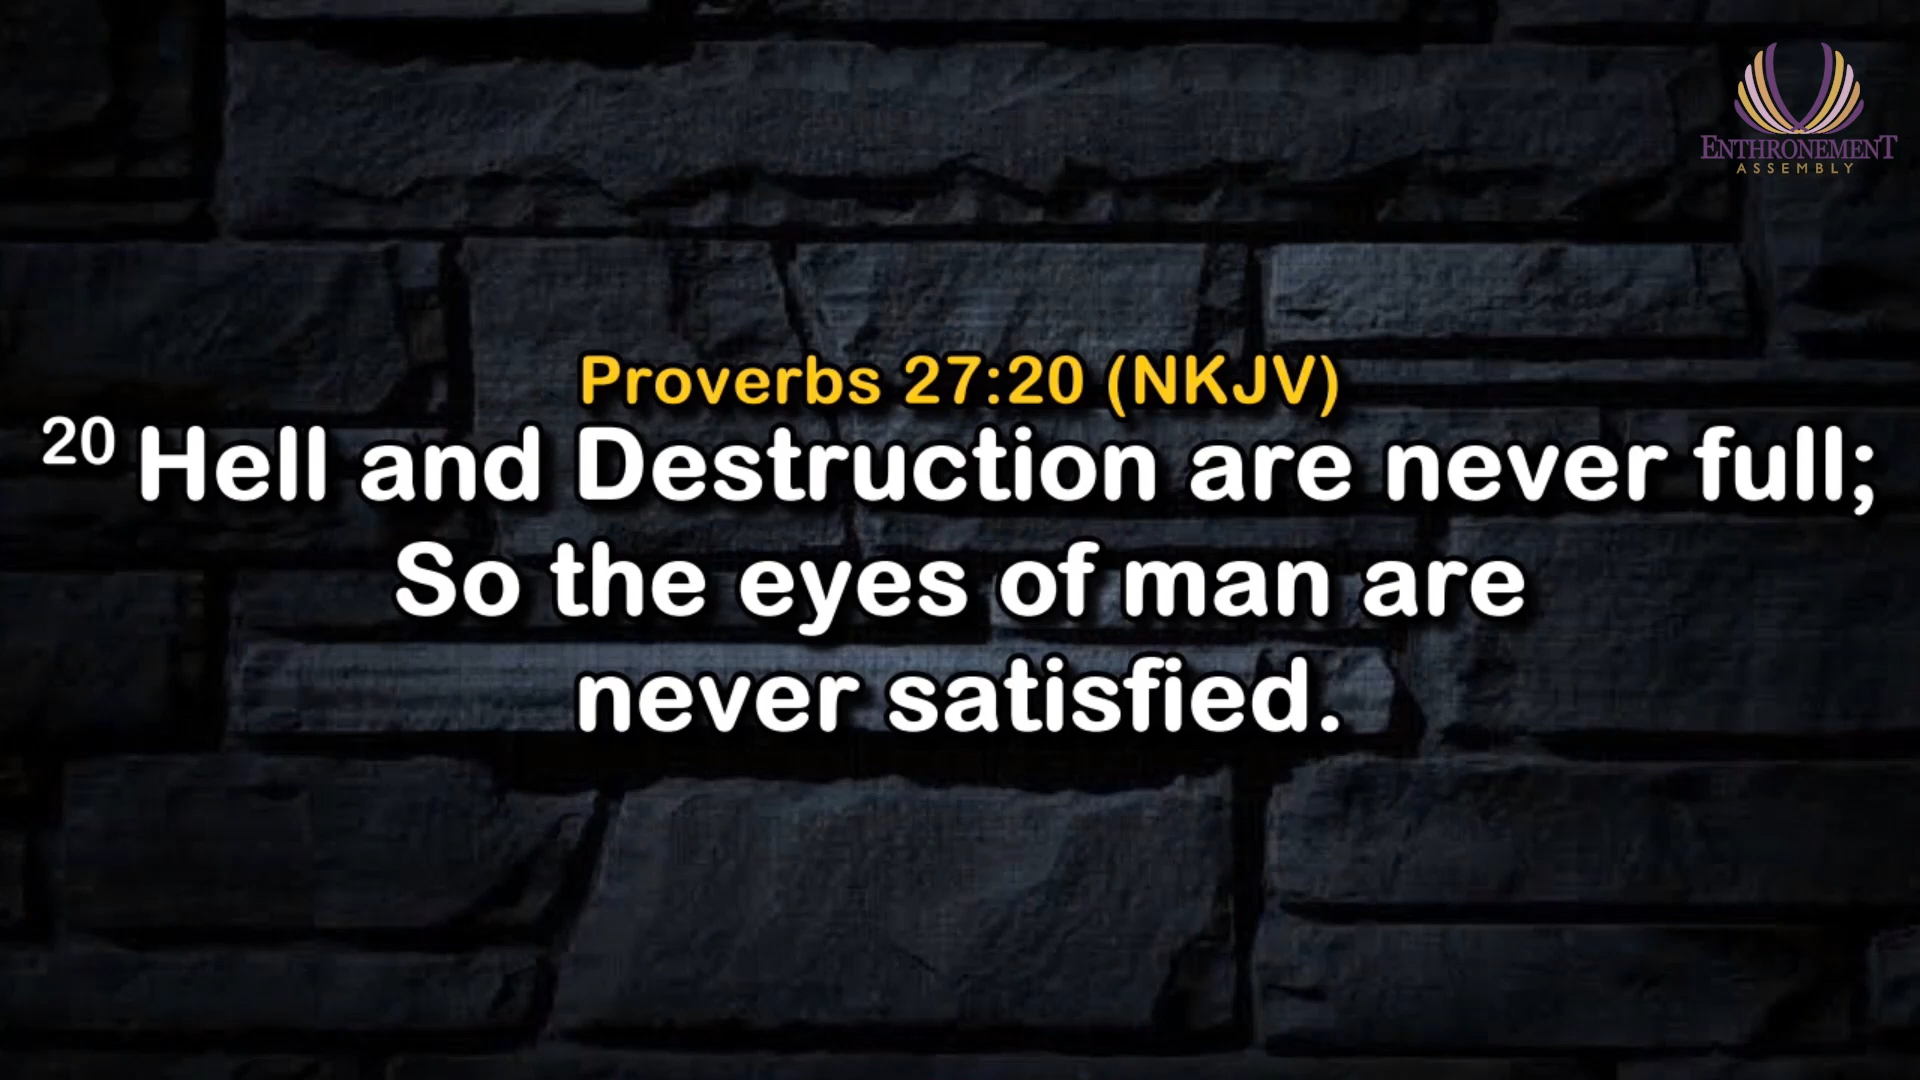 ENTHRONEMENT
ASSEMBLY
Proverbs 27:20 (NKJV)
20 Hell and Destruction are never full;
So the eyes of man are
never satisfied.